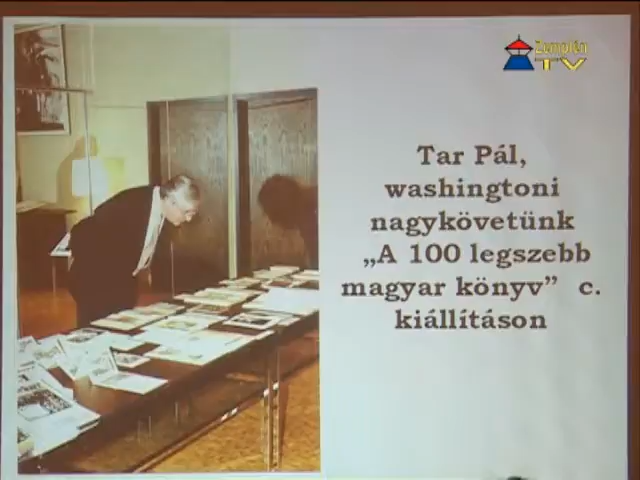 Zemplén
TV
Tar Pál,
washingtoni
nagykövetünk
„A 100 legszebb
magyar könyv” c.
kiállításon